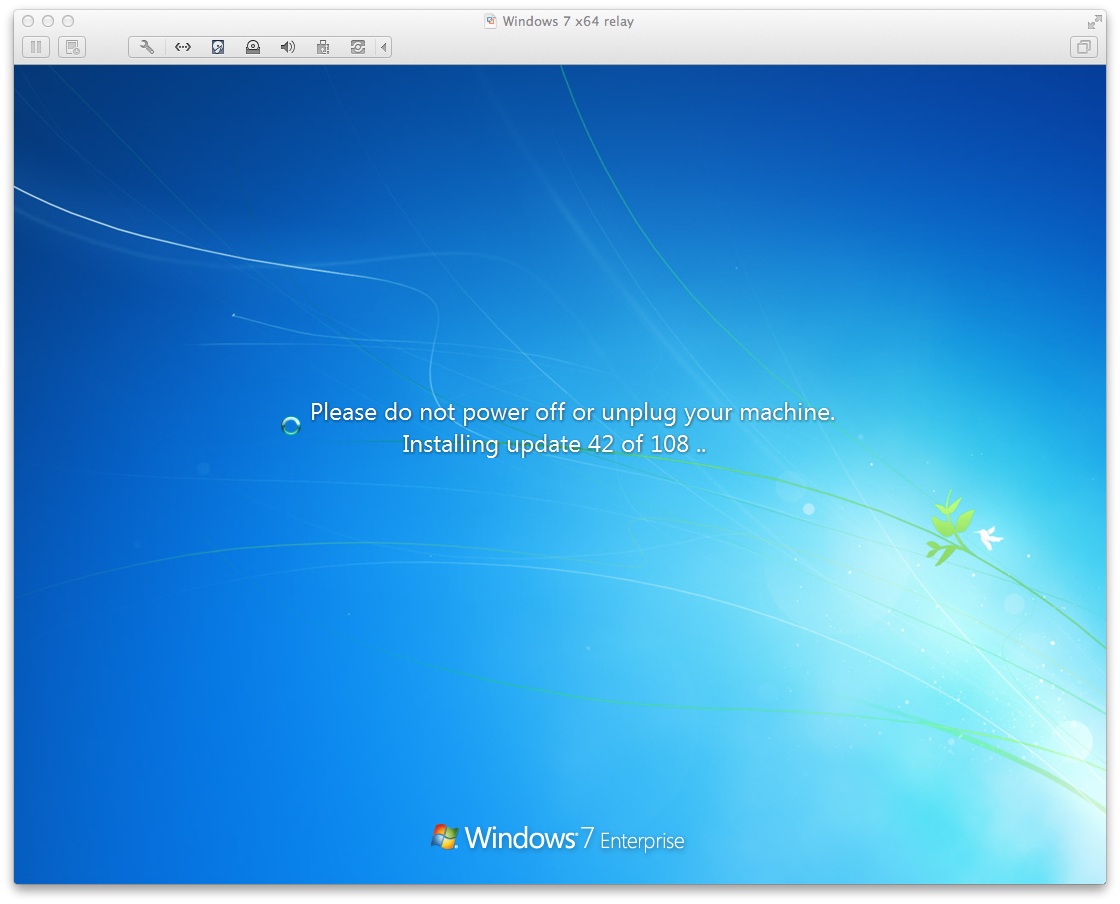 Windows 7 x64 relay
Please do not power off or unplug your machine.
Installing update 42 of 108 ..
Windows 7 Enterprise